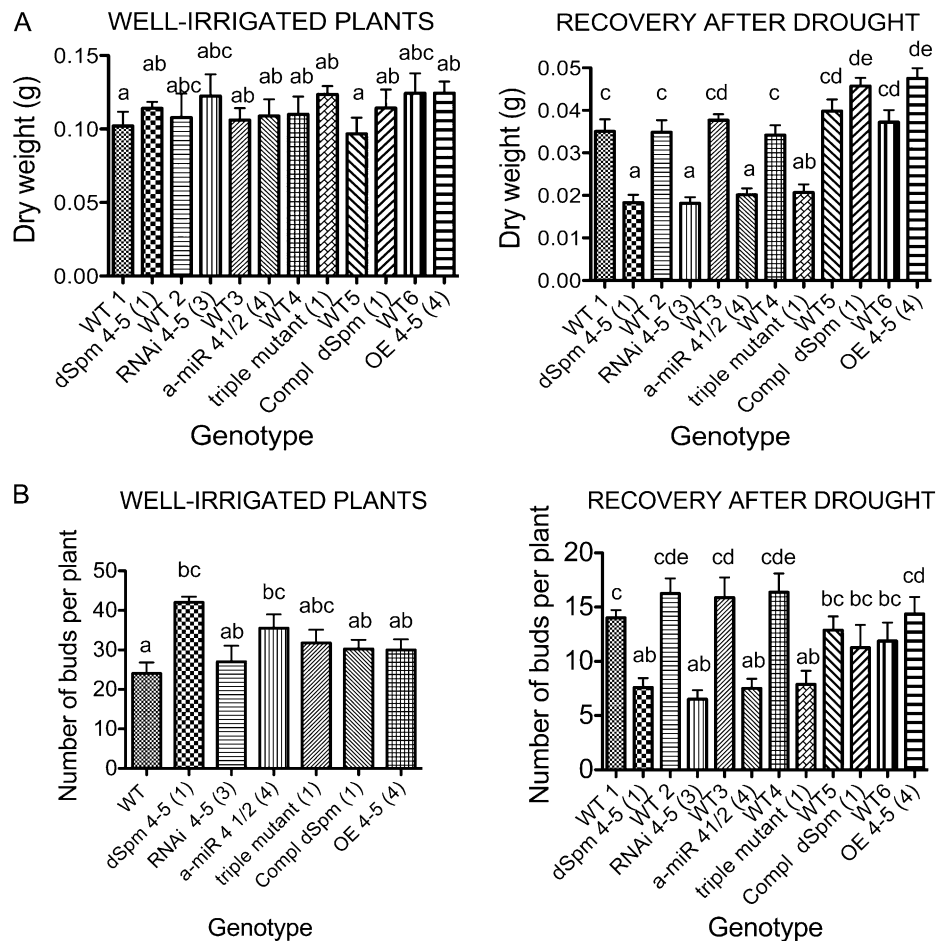 A
WELL-IRRIGATED PLANTS
Dry weight (g)
0.15
0.10
0.05
0.00
a
ab
abc
abc
ab
ab
ab
ab
a
ab
abc
ab
WT 1
dSpm 4-5 (1)
WT 2
RNAi 4-5 (3)
WT3
a-miR 41/2 (4)
WT4
triple mutant (1)
WT5
Compl dSpm (1)
WT6
OE 4-5 (4)
Genotype
RECOVERY AFTER DROUGHT
Dry weight (g)
0.05
0.04
0.03
0.02
0.01
0.00
c
a
c
a
cd
a
c
ab
cd
de
cd
de
WT 1
dSpm 4-5 (1)
WT 2
RNAi 4-5 (3)
WT3
a-miR 41/2 (4)
WT4
triple mutant (1)
WT5
Compl dSpm (1)
WT6
OE 4-5 (4)
Genotype
B
WELL-IRRIGATED PLANTS
Number of buds per plant
50
40
30
20
10
0
a
bc
ab
bc
abc
ab
ab
WT
dSpm 4-5 (1)
RNAi 4-5 (3)
a-miR 4 1/2 (4)
triple mutant (1)
Compl dSpm (1)
OE 4-5 (4)
Genotype
RECOVERY AFTER DROUGHT
Number of buds per plant
20
15
10
5
0
c
ab
cde
ab
cd
ab
cde
ab
bc
bc
bc
cd
WT 1
dSpm 4-5 (1)
WT 2
RNAi 4-5 (3)
WT3
a-miR 41/2 (4)
WT4
triple mutant (1)
WT5
Compl dSpm (1)
WT6
OE 4-5 (4)
Genotype